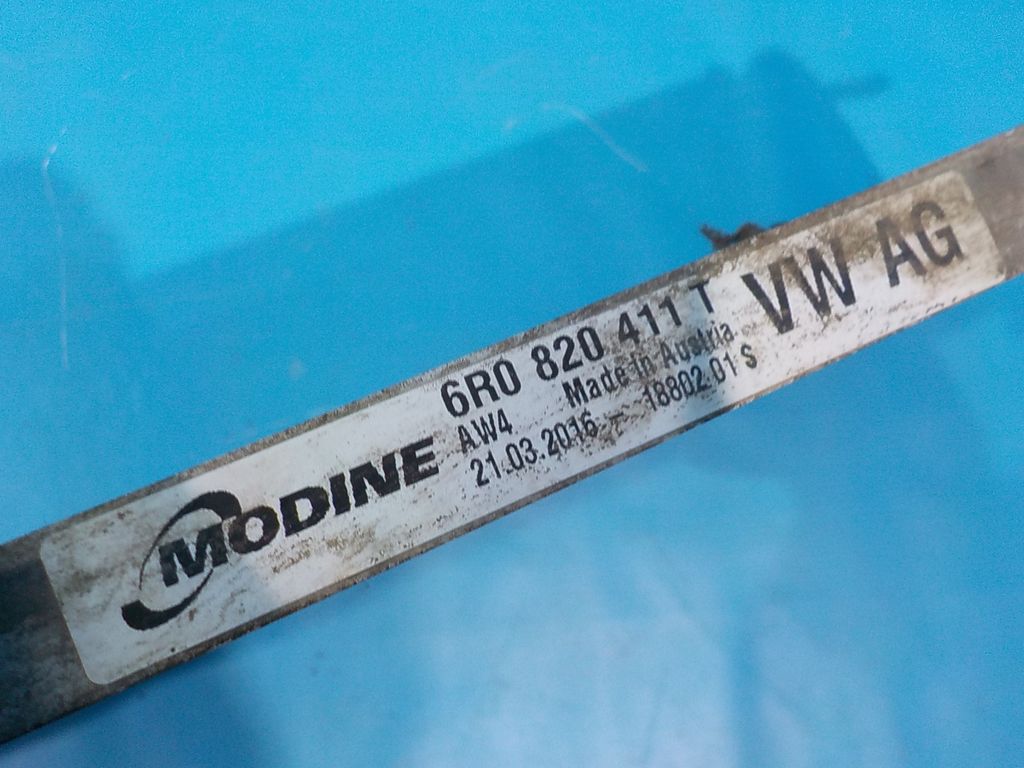 MODINE
6R0 820 411 T
AW4 Made in Austria
21.03.2016 – 18802.01 S
VW AG